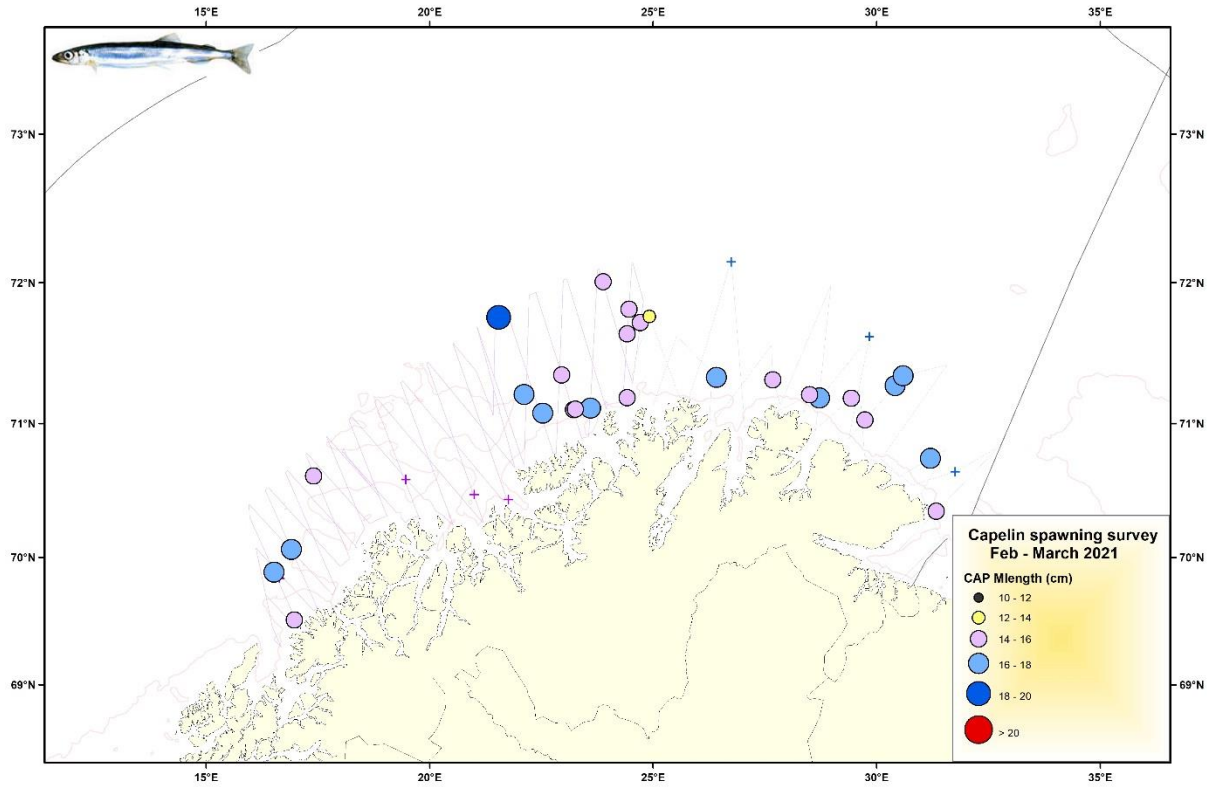 15°E 20°E 25°E 30°E 35°E
73°N 73°N
72°N 72°N
71°N 71°N
70°N 70°N
69°N 69°N
Capelin spawning survey
Feb - March 2021
CAP Mlength (cm)
10 - 12
12 - 14
14 - 16
16 - 18
18 - 20
> 20
15°E 20°E 25°E 30°E 35°E